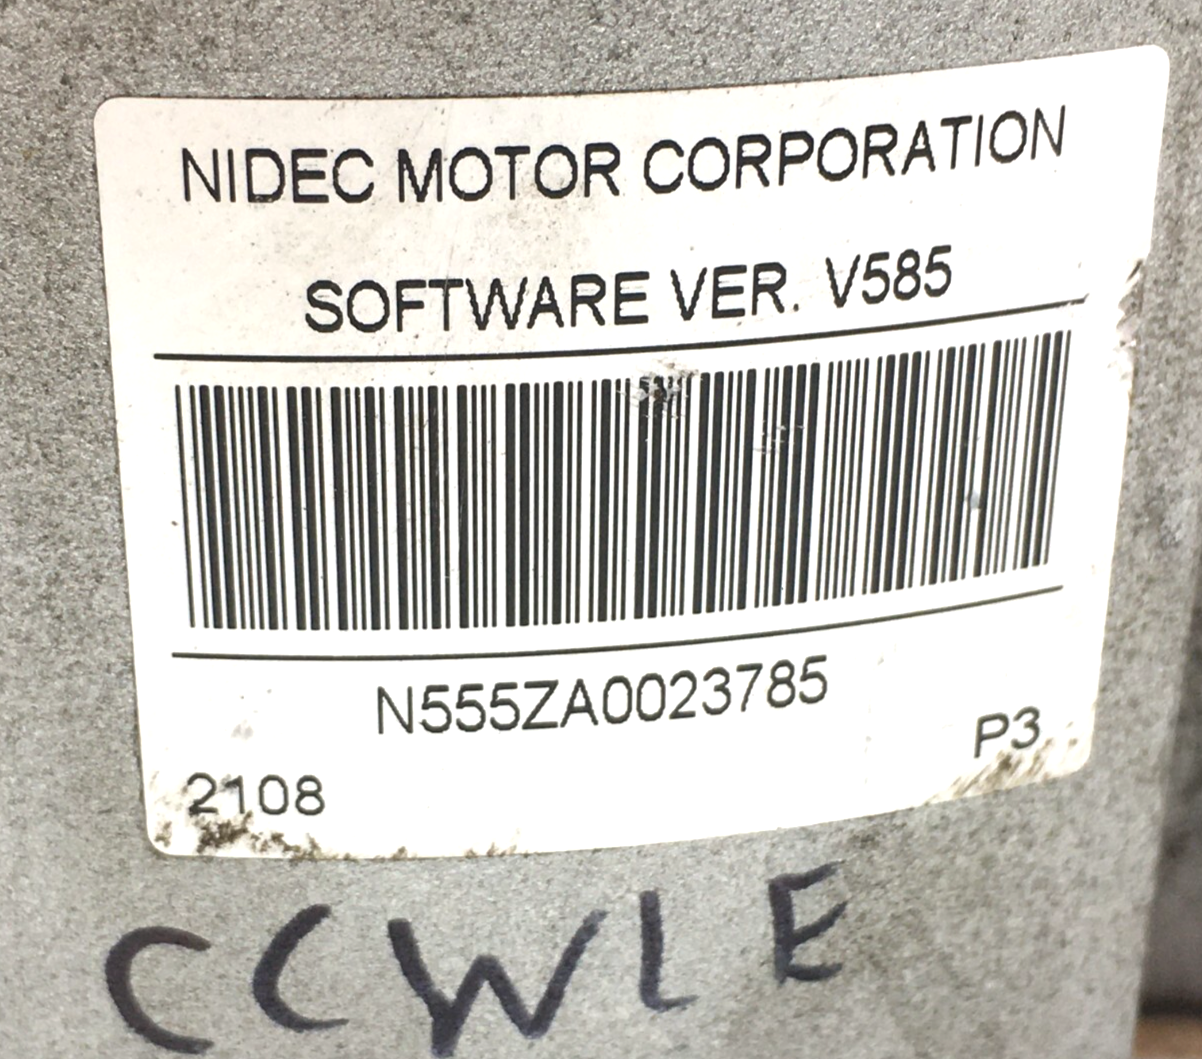 NIDEC MOTOR CORPORATION
SOFTWARE VER. V585
N555ZA0023785
P3
2108
CCWLE